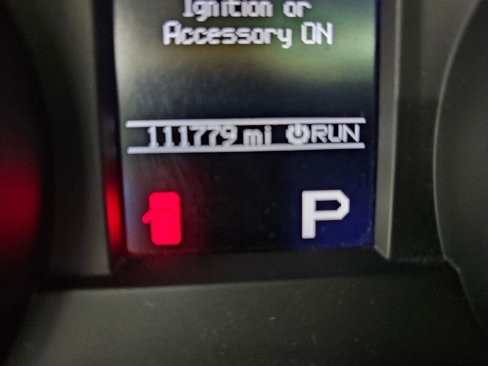 Ignition or
Accessory ON
111779 mi RUN
P